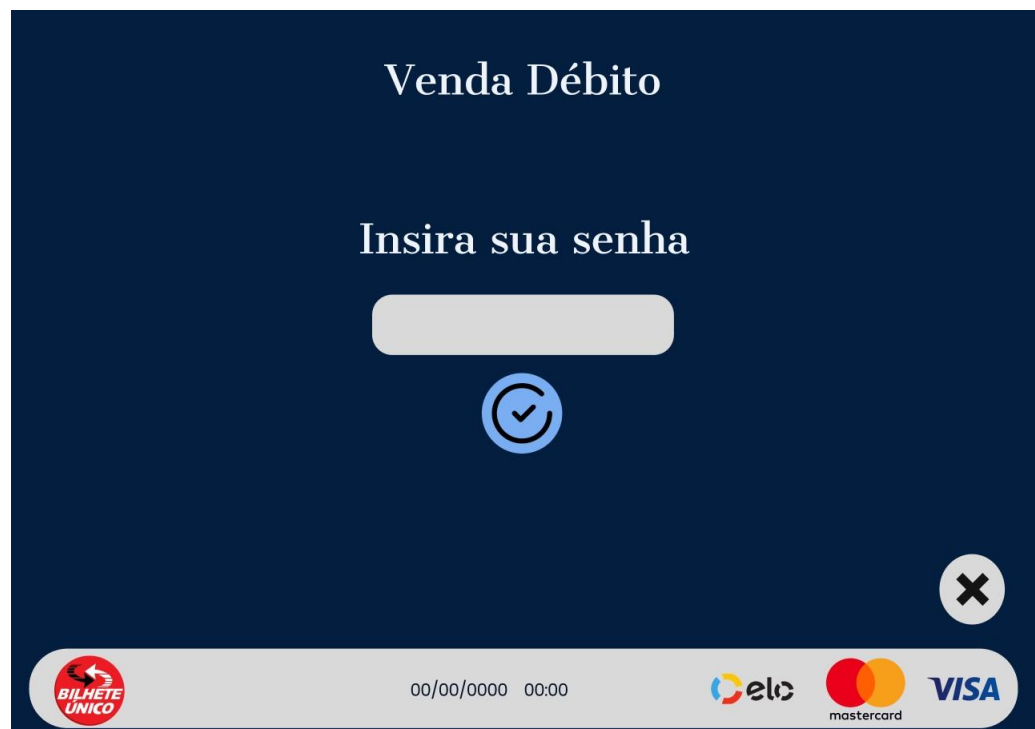 Venda Débito
Insira sua senha
BILHETE
ÚNICO
00/00/0000 00:00
elo
mastercard
VISA